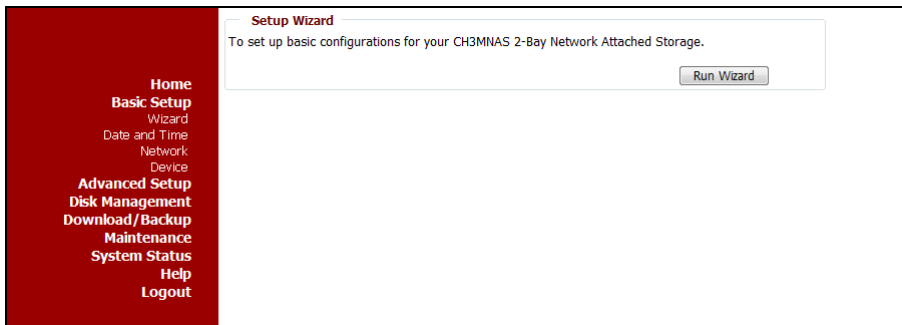 Setup Wizard
To set up basic configurations for your CH3MNAS 2-Bay Network Attached Storage.
Run Wizard
Home
Basic Setup
Wizard
Date and Time
Network
Device
Advanced Setup
Disk Management
Download/Backup
Maintenance
System Status
Help
Logout